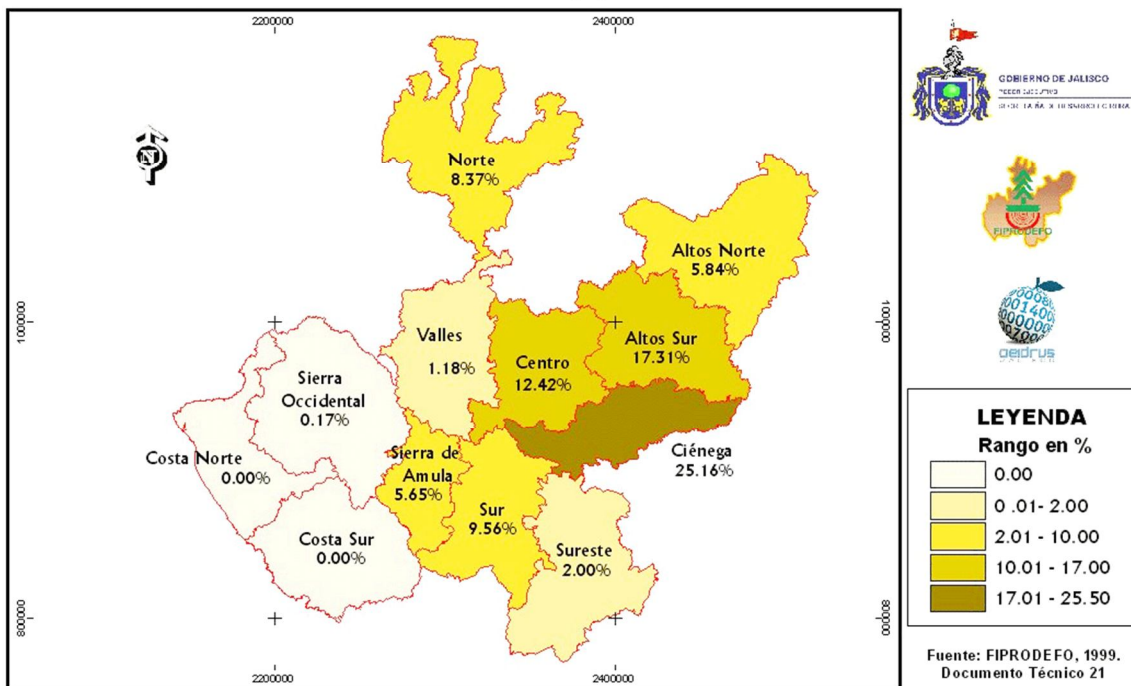 2200000
2400000
GOBIERNO DE JALISCO
PODER EJECUTIVO
Norte
8.37%
FIPRODEFO
Altos Norte
5.84%
1000000
1000000
oeidrus
Valles
1.18%
Altos Sur
17.31%
Centro
12.42%
Sierra
Occidental
0.17%
LEYENDA
Rango en %
0.00
0 .01- 2.00
2.01 - 10.00
10.01 - 17.00
17.01 - 25.50
Costa Norte
0.00%
Sierra de
Amula
5.65%
Ciénega
25.16%
Sur
9.56%
Costa Sur
0.00%
Sureste
2.00%
800000
800000
2200000
2400000
Fuente: FIPRODEFO, 1999.
Documento Técnico 21
N